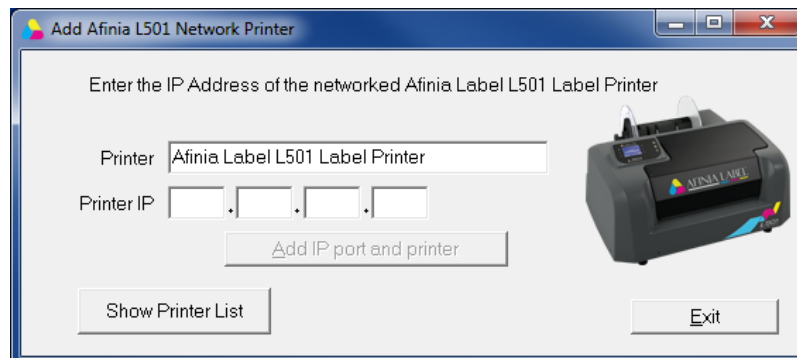 Add Afinia L501 Network Printer
Enter the IP Address of the networked Afinia Label L501 Label Printer
Printer
Afinia Label L501 Label Printer
Printer IP
. . .
Add IP port and printer
Show Printer List
Exit
AFINIA LABEL
L501